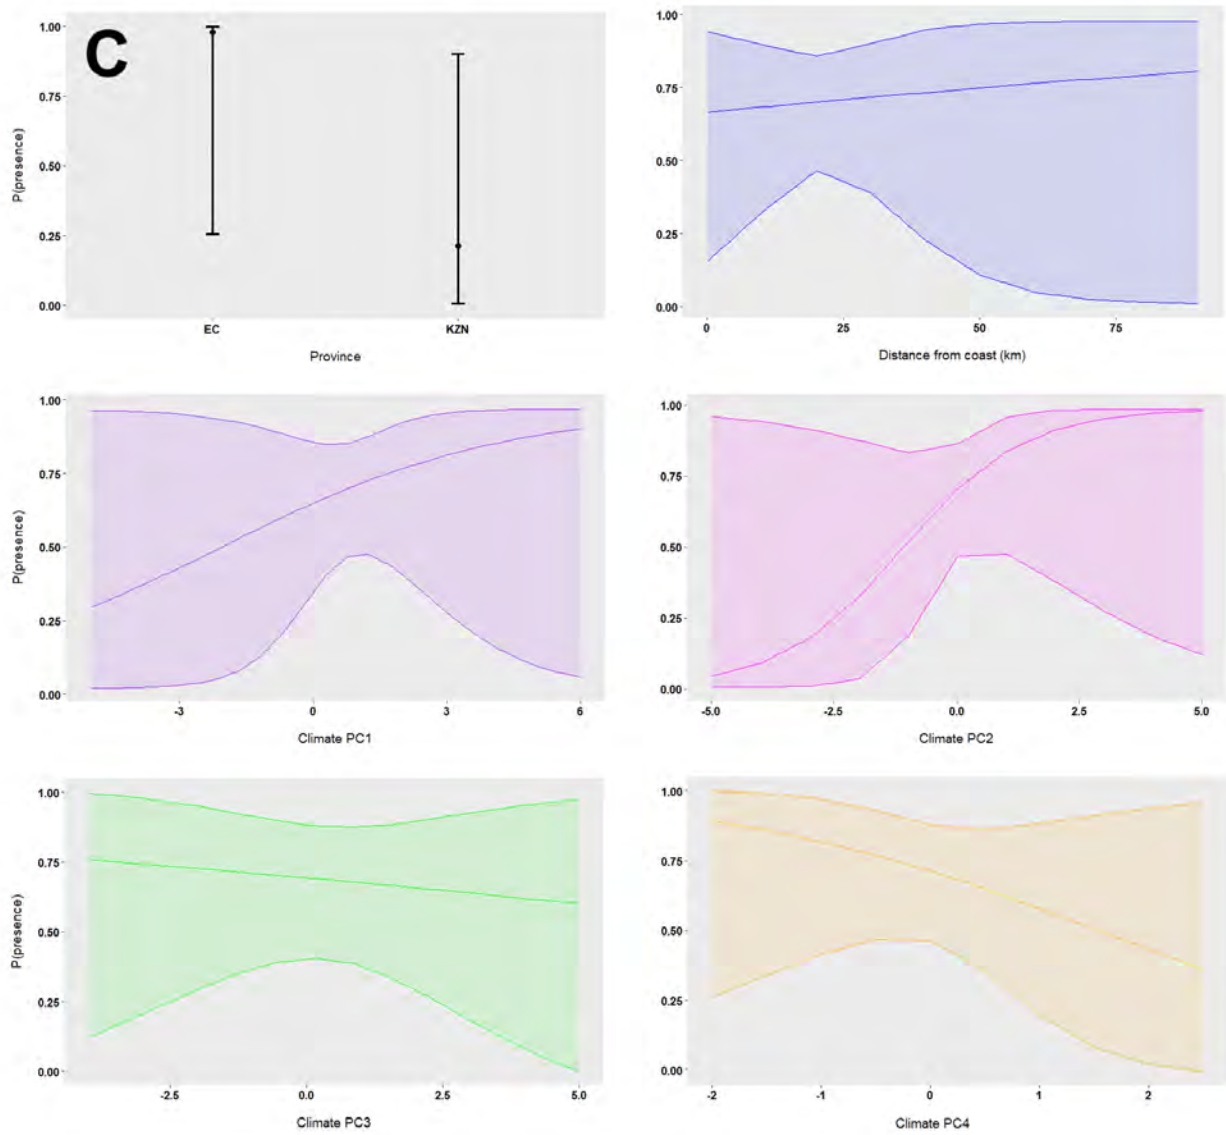 C
P(presence)
1.00
0.75
0.50
0.25
0.00
EC KZN
Province
1.00
0.75
0.50
0.25
0.00
0 25 50 75
Distance from coast (km)
P(presence)
1.00
0.75
0.50
0.25
0.00
-3 0 3 6
Climate PC1
1.00
0.75
0.50
0.25
0.00
-5.0 -2.5 0.0 2.5 5.0
Climate PC2
P(presence)
1.00
0.75
0.50
0.25
0.00
-2.5 0.0 2.5 5.0
Climate PC3
1.00
0.75
0.50
0.25
0.00
-2 -1 0 1 2
Climate PC4